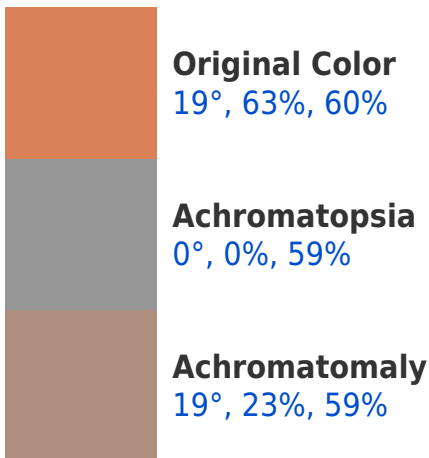 Original Color
19°, 63%, 60%
Achromatopsia
0°, 0%, 59%
Achromatomaly
19°, 23%, 59%